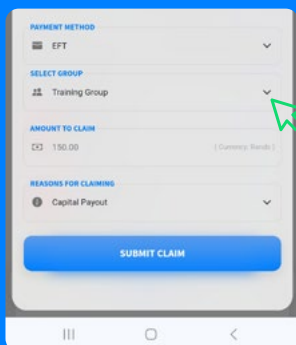 PAYMENT METHOD
EFT
SELECT GROUP
Training Group
AMOUNT TO CLAIM
150.00 ( Currency: Rands )
REASONS FOR CLAIMING
Capital Payout
SUBMIT CLAIM